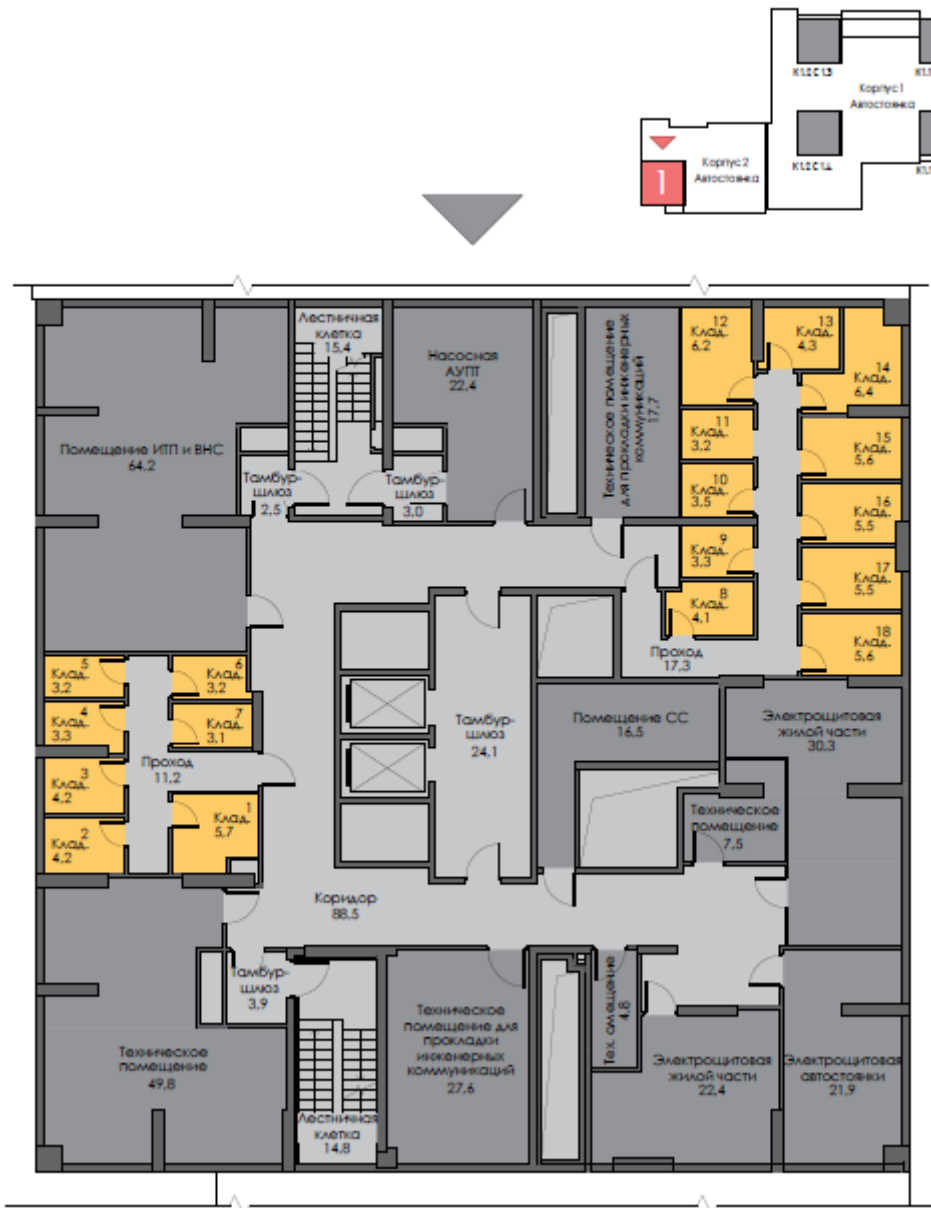 К1.2С1.3
Корпус 1
Автостоянка
К1.2С1.4
Корпус 2
Автостоянка
1
Лестничная
клетка
15,4
Насосная
АУПТ
22,4
Техническое помещение
для прокладки инженерных
коммуникаций
17,7
12
Клад.
6,2
13
Клад.
4,3
14
Клад.
6,4
11
Клад.
3,2
15
Клад.
5,6
Помещение ИТП и ВНС
64,2
Тамбур-
шлюз
2,5
Тамбур-
шлюз
3,0
10
Клад.
3,5
16
Клад.
5,5
9
Клад.
3,3
17
Клад.
5,5
8
Клад.
4,1
18
Клад.
5,6
Проход
17,3
5
Клад.
3,2
6
Клад.
3,2
4
Клад.
3,3
7
Клад.
3,1
Проход
11,2
3
Клад.
4,2
2
Клад.
4,2
1
Клад.
5,7
Тамбур-
шлюз
24,1
Помещение СС
16,5
Электрощитовая
жилой части
30,3
Техническое
помещение
7,5
Коридор
88,5
Тамбур-
шлюз
3,9
Техническое
помещение
49,8
Лестничная
клетка
14,8
Техническое
помещение для
прокладки
инженерных
коммуникаций
27,6
Тех. омещение
4,8
Электрощитовая
жилой части
22,4
Электрощитовая
автостоянки
21,9